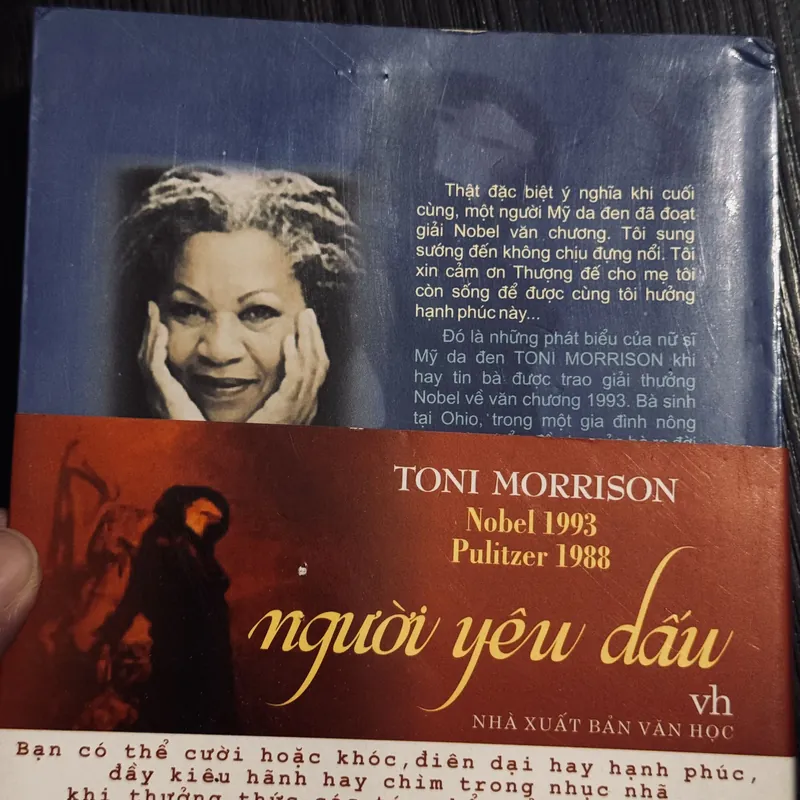 Thật đặc biệt ý nghĩa khi cuối
cùng, một người Mỹ da đen đã đoạt
giải Nobel văn chương. Tôi sung
sướng đến không chịu đựng nổi. Tôi
xin cảm ơn Thượng đế cho mẹ tôi
còn sống để được cùng tôi hưởng
hạnh phúc này...
Đó là những phát biểu của nữ sĩ
Mỹ da đen TONI MORRISON khi
hay tin bà được trao giải thưởng
Nobel về văn chương 1993. Bà sinh
tại Ohio, trong một gia đình nông
TONI MORRISON
Nobel 1993
Pulitzer 1988
người yêu dấu
vh
NHÀ XUẤT BẢN VĂN HỌC
Bạn có thể cười hoặc khóc,điên dại hay hạnh phúc,
đầy kiêu hãnh hay chìm trong nhục nhã
khi thưởng thức